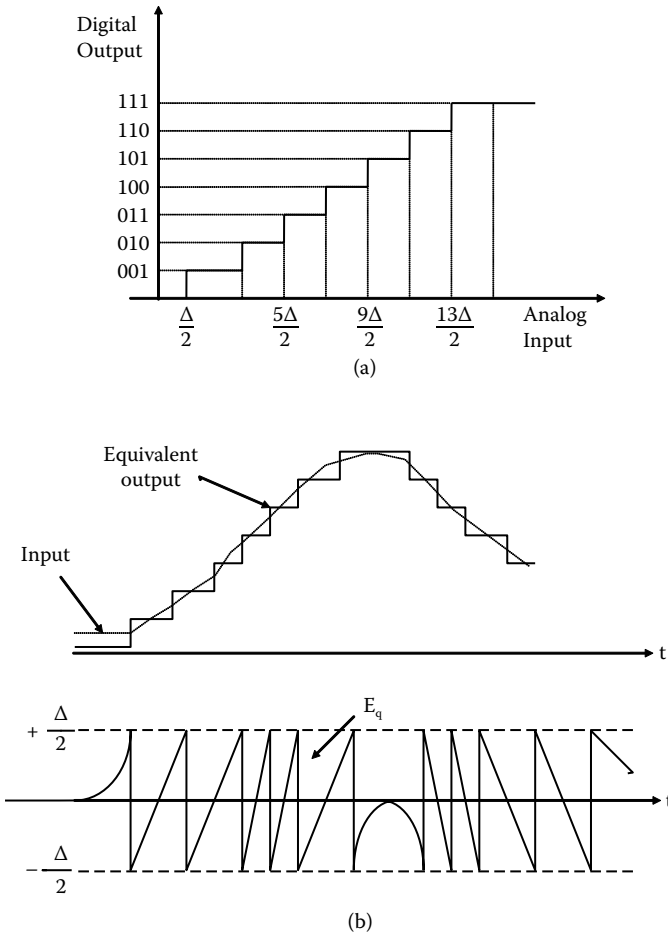 Digital
Output
111
110
101
100
011
010
001
Δ/2
5Δ/2
9Δ/2
13Δ/2
Analog
Input
(a)
Equivalent
output
Input
t
E_q
+ Δ/2
t
− Δ/2
(b)